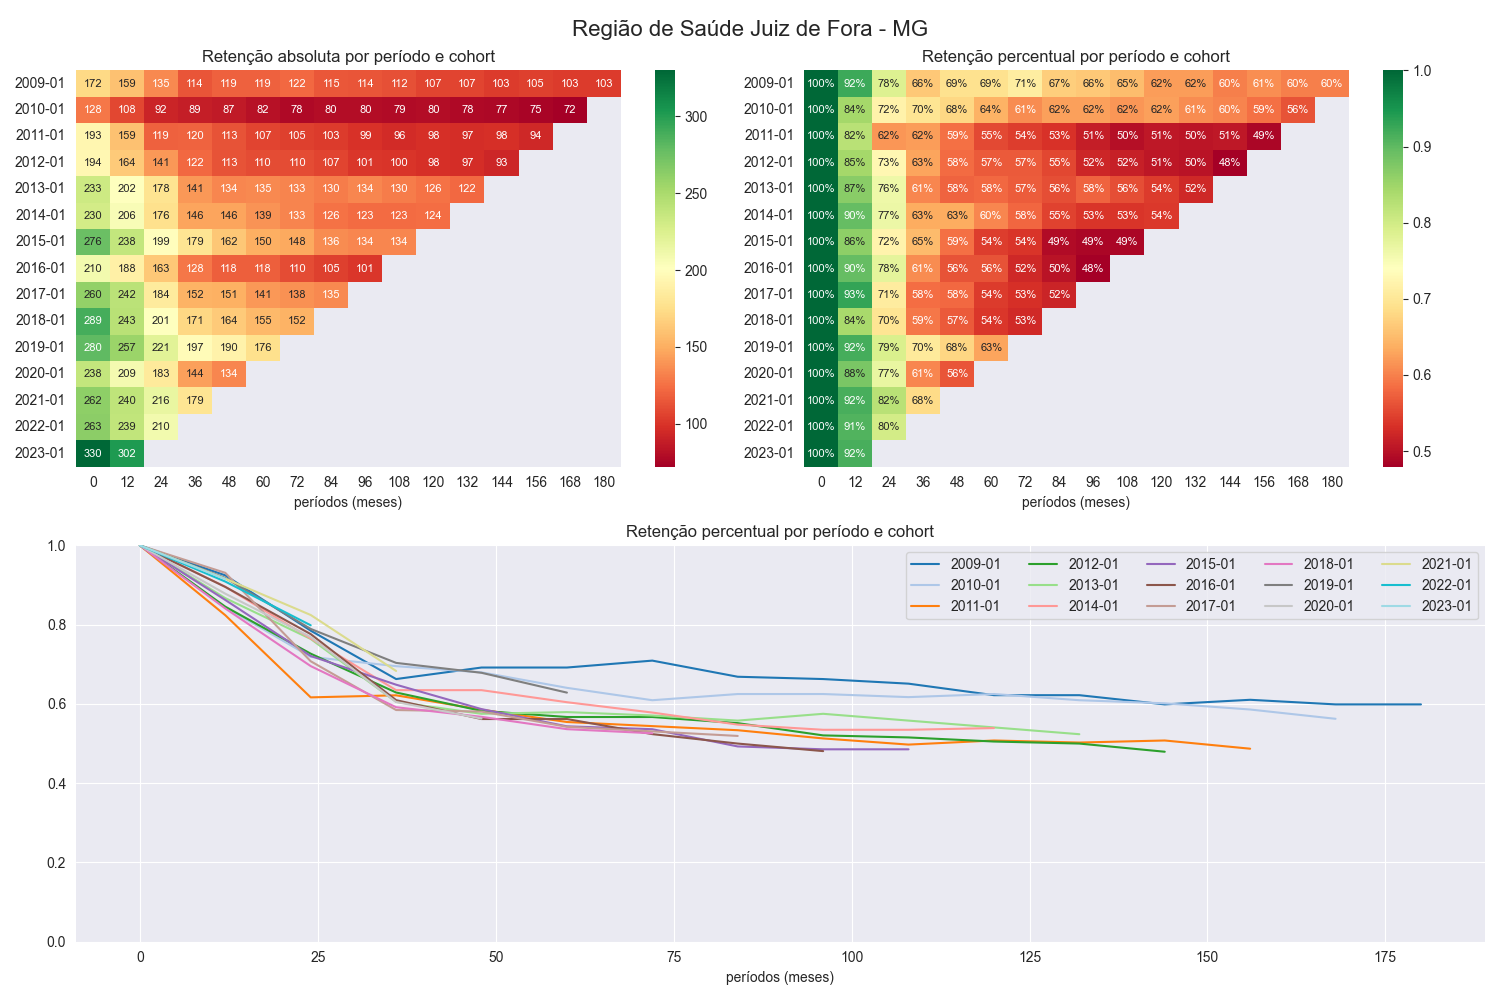 Região de Saúde Juiz de Fora - MG
Retenção absoluta por período e cohort
2009-01 172 159 135 114 119 119 122 115 114 112 107 107 103 105 103 103
2010-01 128 108 92 89 87 82 78 80 80 79 80 78 77 75 72
2011-01 193 159 119 120 113 107 105 103 99 96 98 97 98 94
2012-01 194 164 141 122 113 110 110 107 101 100 98 97 93
2013-01 233 202 178 141 134 135 133 130 134 130 126 122
2014-01 230 206 176 146 146 139 133 126 123 123 124
2015-01 276 238 199 179 162 150 148 136 134 134
2016-01 210 188 163 128 118 118 110 105 101
2017-01 260 242 184 152 151 141 138 135
2018-01 289 243 201 171 164 155 152
2019-01 280 257 221 197 190 176
2020-01 238 209 183 144 134
2021-01 262 240 216 179
2022-01 263 239 210
2023-01 330 302
0 12 24 36 48 60 72 84 96 108 120 132 144 156 168 180
períodos (meses)
300
250
200
150
100
Retenção percentual por período e cohort
2009-01 100% 92% 78% 66% 69% 69% 71% 67% 66% 65% 62% 62% 60% 61% 60% 60%
2010-01 100% 84% 72% 70% 68% 64% 61% 62% 62% 62% 62% 61% 60% 59% 56%
2011-01 100% 82% 62% 62% 59% 55% 54% 53% 51% 50% 51% 50% 51% 49%
2012-01 100% 85% 73% 63% 58% 57% 57% 55% 52% 52% 51% 50% 48%
2013-01 100% 87% 76% 61% 58% 58% 57% 56% 58% 56% 54% 52%
2014-01 100% 90% 77% 63% 63% 60% 58% 55% 53% 53% 54%
2015-01 100% 86% 72% 65% 59% 54% 54% 49% 49% 49%
2016-01 100% 90% 78% 61% 56% 56% 52% 50% 48%
2017-01 100% 93% 71% 58% 58% 54% 53% 52%
2018-01 100% 84% 70% 59% 57% 54% 53%
2019-01 100% 92% 79% 70% 68% 63%
2020-01 100% 88% 77% 61% 56%
2021-01 100% 92% 82% 68%
2022-01 100% 91% 80%
2023-01 100% 92%
0 12 24 36 48 60 72 84 96 108 120 132 144 156 168 180
períodos (meses)
1.0
0.9
0.8
0.7
0.6
0.5
Retenção percentual por período e cohort
1.0
0.8
0.6
0.4
0.2
0.0
2009-01 2012-01 2015-01 2018-01 2021-01
2010-01 2013-01 2016-01 2019-01 2022-01
2011-01 2014-01 2017-01 2020-01 2023-01
0 25 50 75 100 125 150 175
períodos (meses)